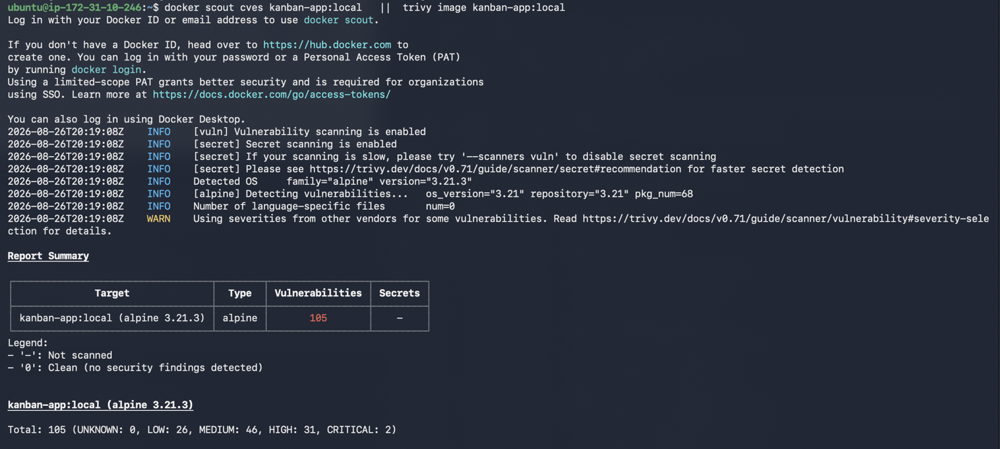 ubuntu@ip-172-31-10-246:~$ docker scout cves kanban-app:local   ||  trivy image kanban-app:local
Log in with your Docker ID or email address to use docker scout.

If you don't have a Docker ID, head over to https://hub.docker.com to
create one. You can log in with your password or a Personal Access Token (PAT)
by running docker login.
Using a limited-scope PAT grants better security and is required for organizations
using SSO. Learn more at https://docs.docker.com/go/access-tokens/

You can also log in using Docker Desktop.
2026-08-26T20:19:08Z    INFO    [vuln] Vulnerability scanning is enabled
2026-08-26T20:19:08Z    INFO    [secret] Secret scanning is enabled
2026-08-26T20:19:08Z    INFO    [secret] If your scanning is slow, please try '--scanners vuln' to disable secret scanning
2026-08-26T20:19:08Z    INFO    [secret] Please see https://trivy.dev/docs/v0.71/guide/scanner/secret#recommendation for faster secret detection
2026-08-26T20:19:08Z    INFO    Detected OS     family="alpine" version="3.21.3"
2026-08-26T20:19:08Z    INFO    [alpine] Detecting vulnerabilities...   os_version="3.21" repository="3.21" pkg_num=68
2026-08-26T20:19:08Z    INFO    Number of language-specific files       num=0
2026-08-26T20:19:08Z    WARN    Using severities from other vendors for some vulnerabilities. Read https://trivy.dev/docs/v0.71/guide/scanner/vulnerability#severity-sele
ction for details.

Report Summary

Target  Type  Vulnerabilities  Secrets
kanban-app:local (alpine 3.21.3)  alpine  105  -
Legend:
- '-': Not scanned
- '0': Clean (no security findings detected)

kanban-app:local (alpine 3.21.3)

Total: 105 (UNKNOWN: 0, LOW: 26, MEDIUM: 46, HIGH: 31, CRITICAL: 2)